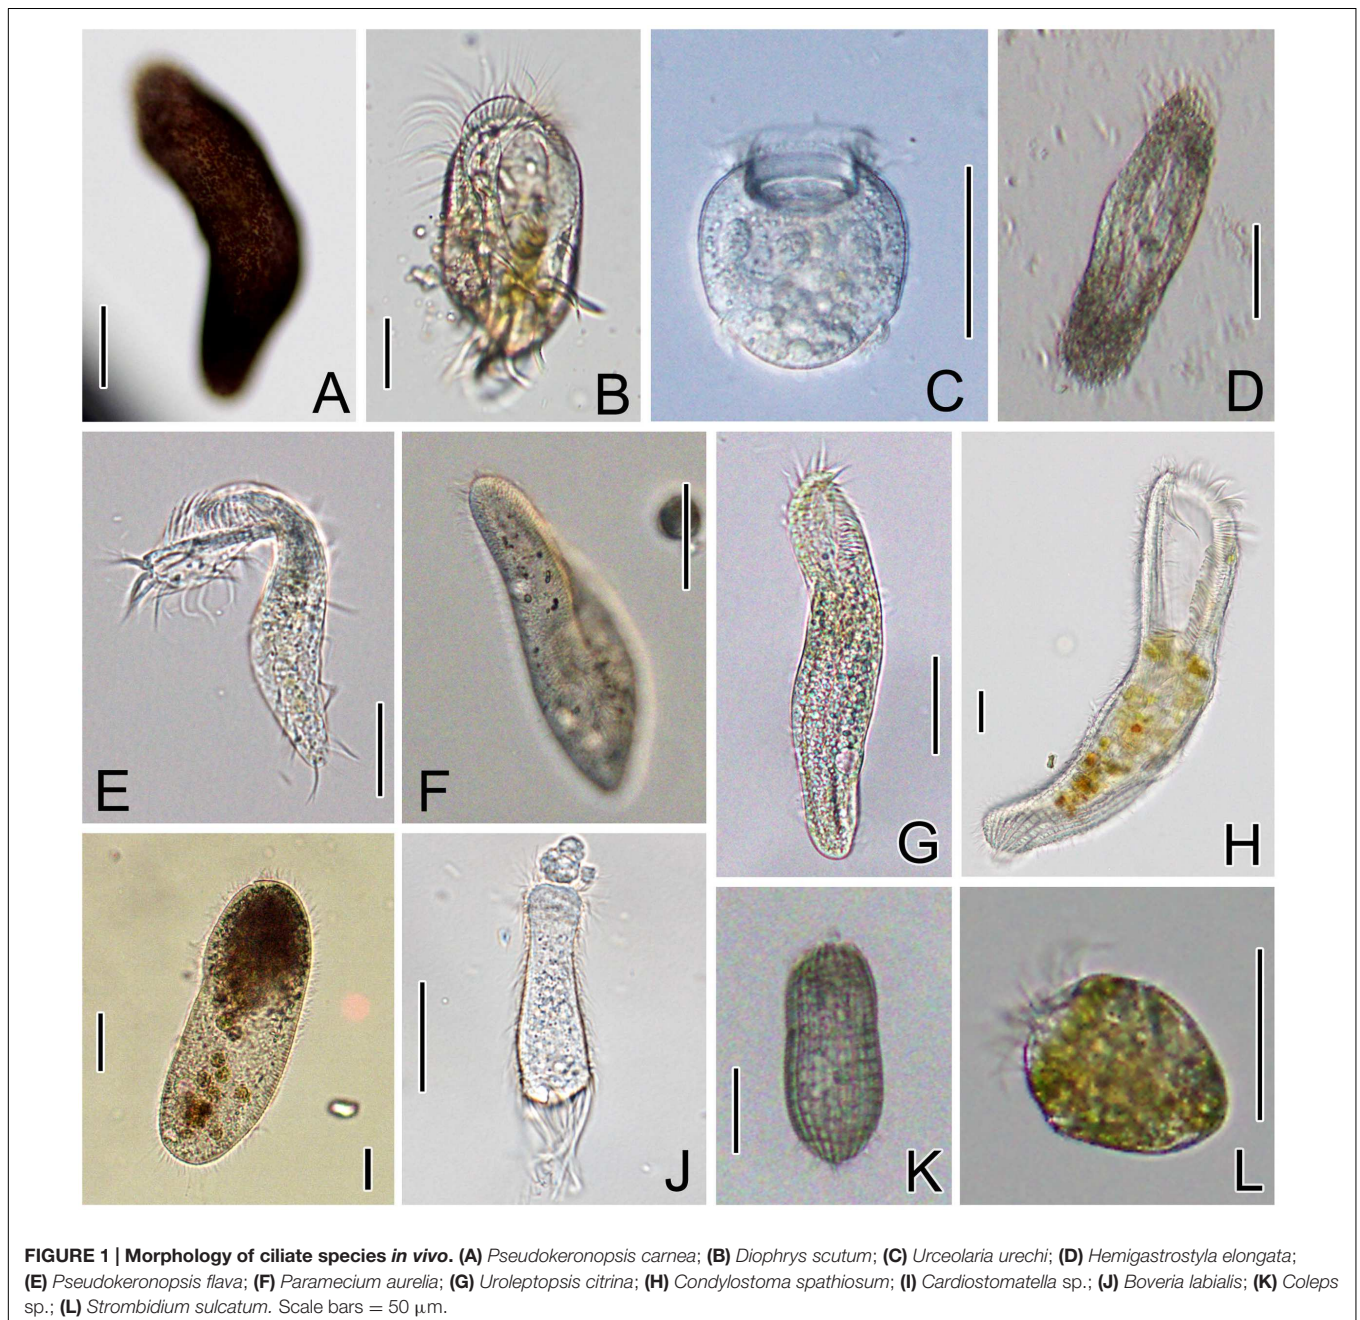 A
B
C
D
E
F
G
H
I
J
K
L
FIGURE 1 | Morphology of ciliate species in vivo. (A) Pseudokeronopsis carnea; (B) Diophrys scutum; (C) Urceolaria urechi; (D) Hemigastrostyla elongata;
(E) Pseudokeronopsis flava; (F) Paramecium aurelia; (G) Uroleptopsis citrina; (H) Condylostoma spathiosum; (I) Cardiostomatella sp.; (J) Boveria labialis; (K) Coleps
sp.; (L) Strombidium sulcatum. Scale bars = 50 μm.